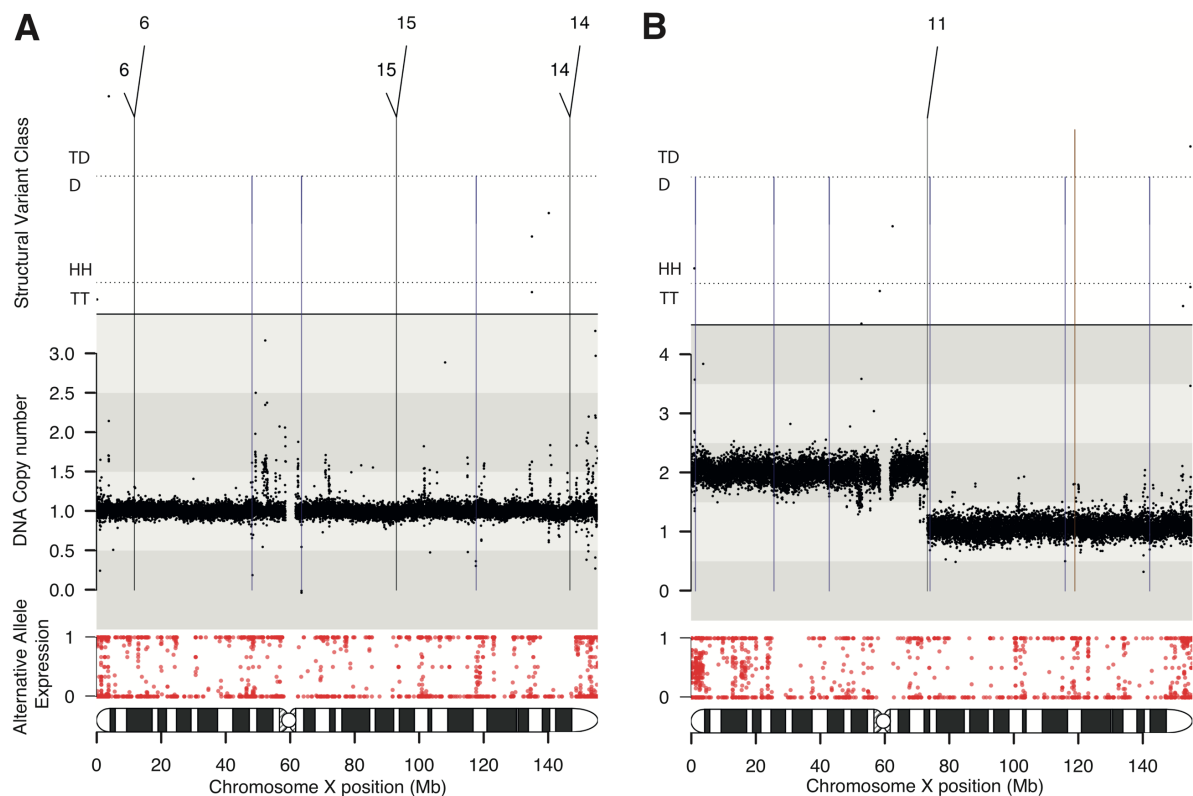 A
6
6
15
15
14
14
Structural Variant Class
TD
D
HH
TT
DNA Copy number
3.0
2.5
2.0
1.5
1.0
0.5
0.0
Alternative Allele
Expression
1
0
0 20 40 60 80 100 120 140
Chromosome X position (Mb)
B
11
TD
D
HH
TT
4
3
2
1
0
1
0
0 20 40 60 80 100 120 140
Chromosome X position (Mb)